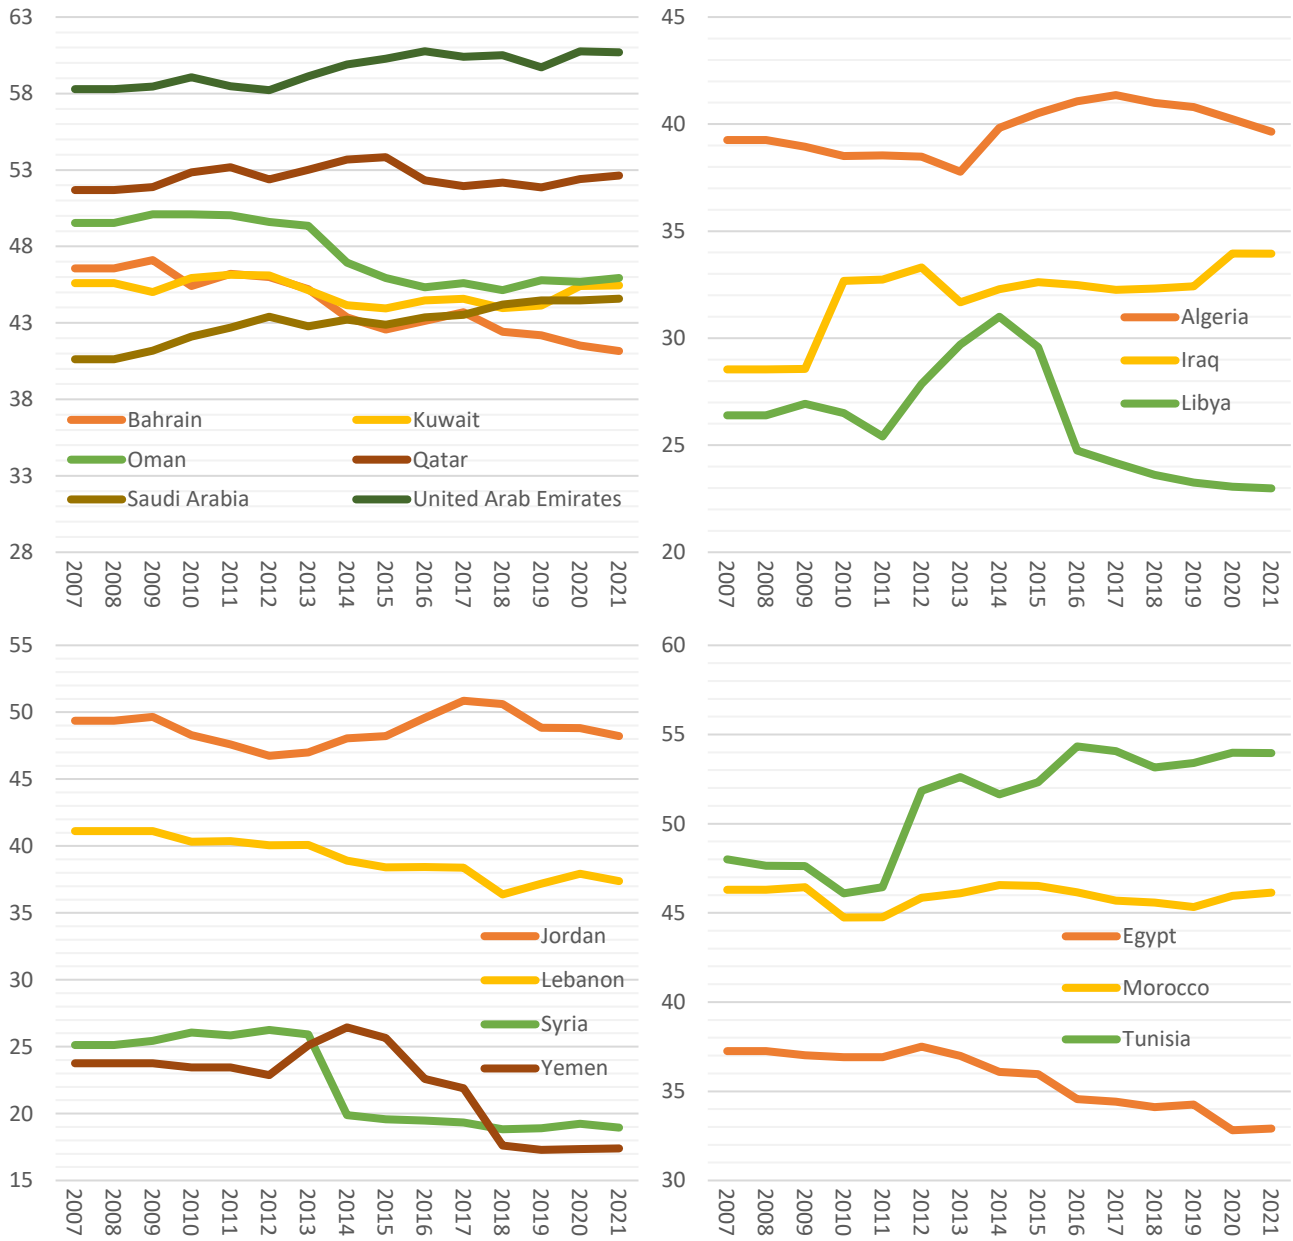 63
58
53
48
43
38
33
28
Bahrain Kuwait
Oman Qatar
Saudi Arabia United Arab Emirates
2007 2008 2009 2010 2011 2012 2013 2014 2015 2016 2017 2018 2019 2020 2021
45
40
35
30
25
20
Algeria
Iraq
Libya
2007 2008 2009 2010 2011 2012 2013 2014 2015 2016 2017 2018 2019 2020 2021
55
50
45
40
35
30
25
20
15
Jordan
Lebanon
Syria
Yemen
2007 2008 2009 2010 2011 2012 2013 2014 2015 2016 2017 2018 2019 2020 2021
60
55
50
45
40
35
30
Egypt
Morocco
Tunisia
2007 2008 2009 2010 2011 2012 2013 2014 2015 2016 2017 2018 2019 2020 2021